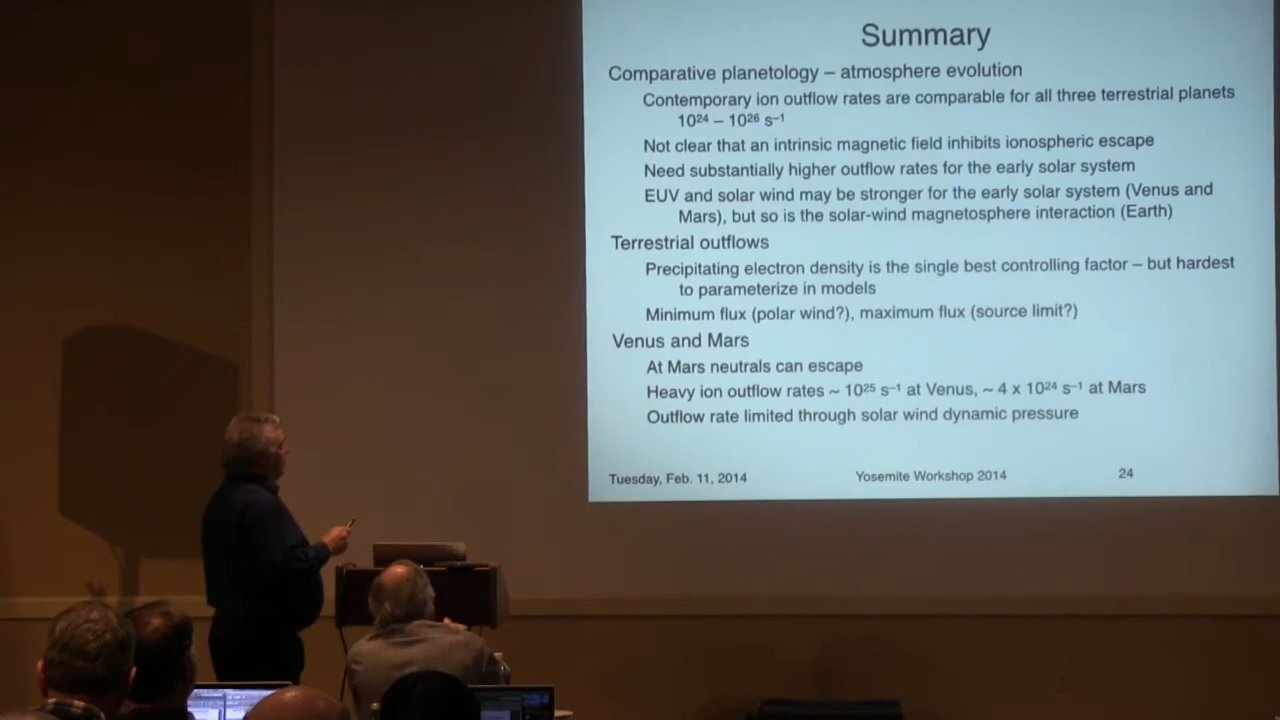 Summary
Comparative planetology – atmosphere evolution
Contemporary ion outflow rates are comparable for all three terrestrial planets
10²⁴ – 10²⁶ s⁻¹
Not clear that an intrinsic magnetic field inhibits ionospheric escape
Need substantially higher outflow rates for the early solar system
EUV and solar wind may be stronger for the early solar system (Venus and
Mars), but so is the solar-wind magnetosphere interaction (Earth)
Terrestrial outflows
Precipitating electron density is the single best controlling factor – but hardest
to parameterize in models
Minimum flux (polar wind?), maximum flux (source limit?)
Venus and Mars
At Mars neutrals can escape
Heavy ion outflow rates ~ 10²⁵ s⁻¹ at Venus, ~ 4 x 10²⁴ s⁻¹ at Mars
Outflow rate limited through solar wind dynamic pressure
Tuesday, Feb. 11, 2014 Yosemite Workshop 2014 24